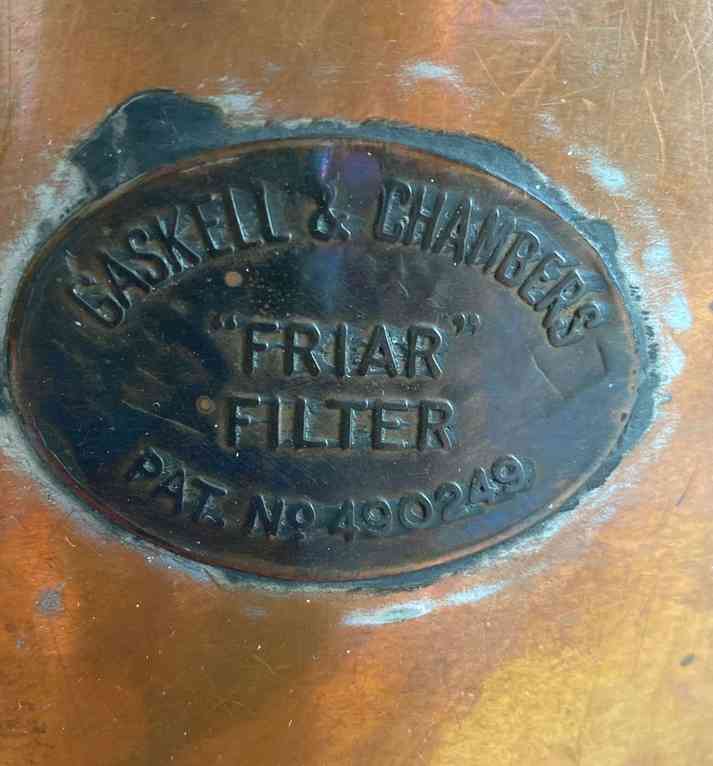 GASKELL & CHAMBERS
“FRIAR”
FILTER
PAT. No 490249